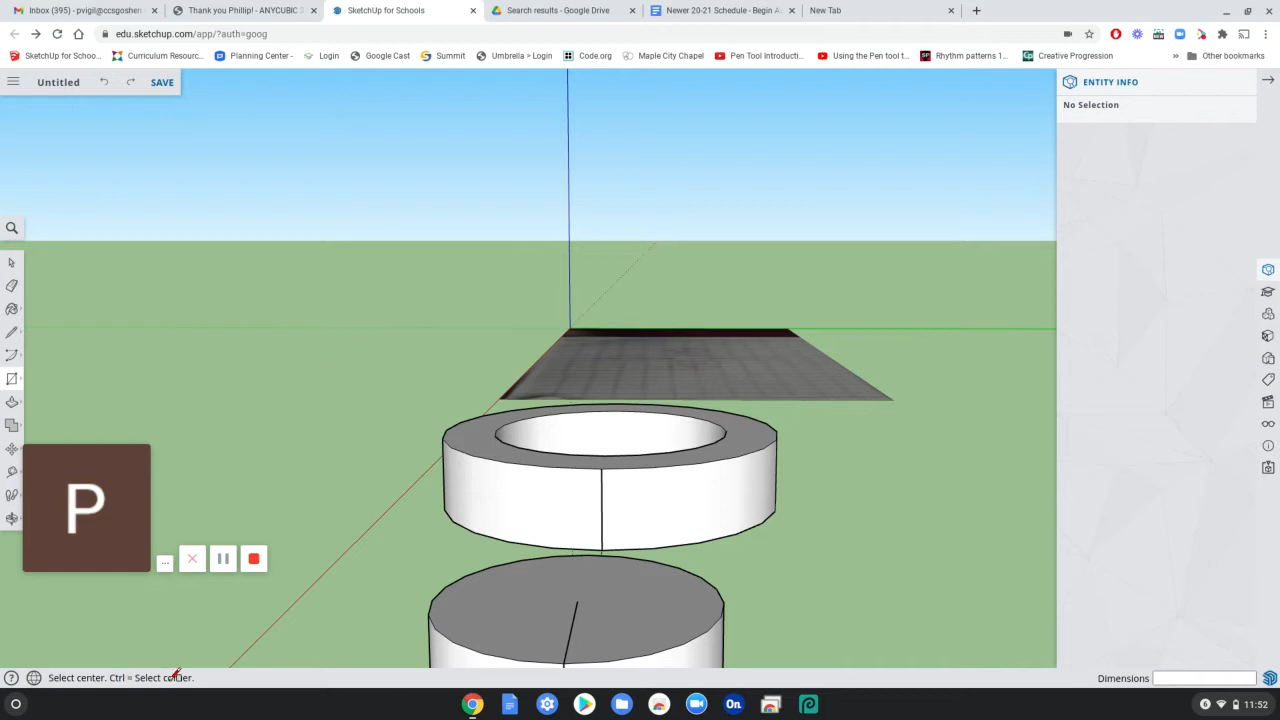 Inbox (395) - pvigil@ccsgoshen
Thank you Phillip! - ANYCUBIC 3
SketchUp for Schools
Search results - Google Drive
Newer 20-21 Schedule - Begin A
New Tab
edu.sketchup.com/app/?auth=goog
SketchUp for Schoo...
Curriculum Resourc...
Planning Center -
Login
Google Cast
Umbrella > Login
Summit
Code.org
Maple City Chapel
Pen Tool Introducti...
Using the Pen tool t...
Rhythm patterns 1...
Creative Progression
»
Other bookmarks
Untitled
SAVE
ENTITY INFO
No Selection
P
...
Select center. Ctrl = Select corner.
Dimensions
On
6
11:52